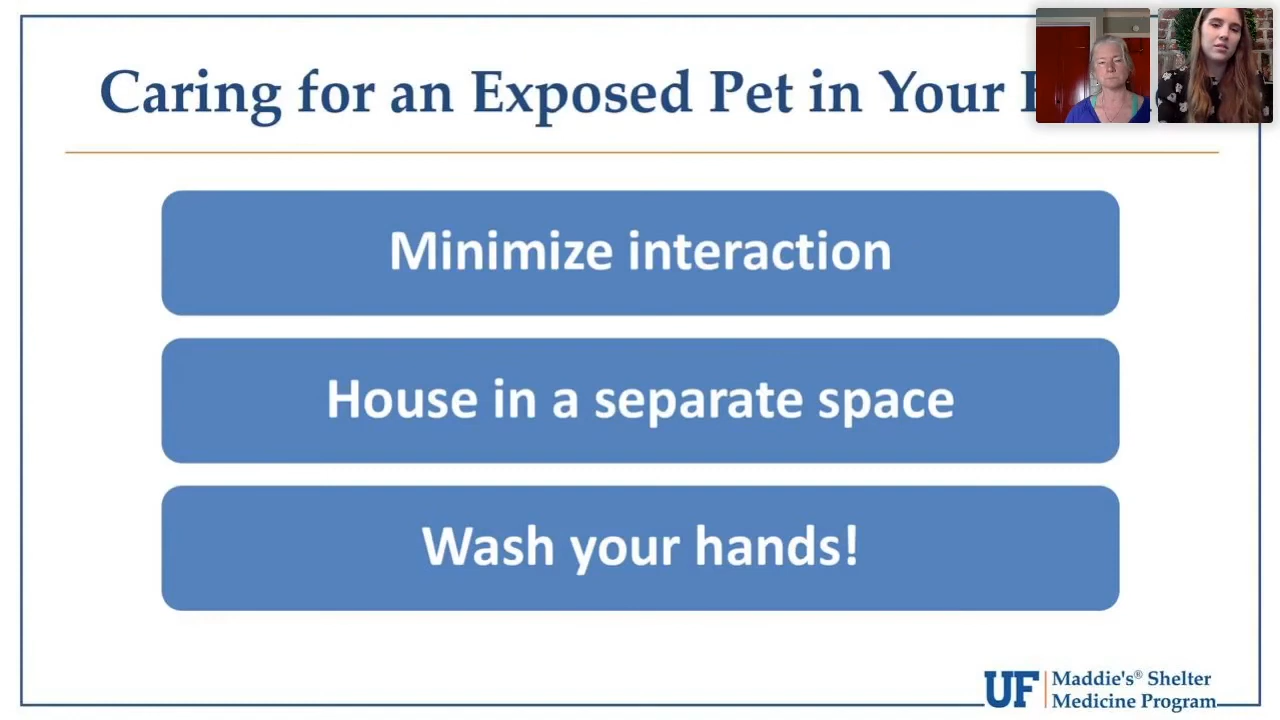 Caring for an Exposed Pet in Your
Minimize interaction
House in a separate space
Wash your hands!
UF Maddie's® Shelter
Medicine Program